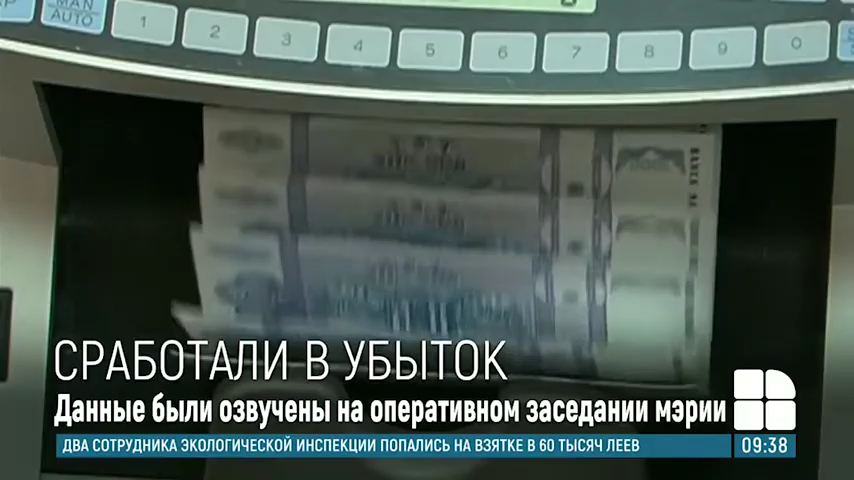 MAN
AUTO
1 2 3 4 5 6 7 8 9 0
СРАБОТАЛИ В УБЫТОК
Данные были озвучены на оперативном заседании мэрии
ДВА СОТРУДНИКА ЭКОЛОГИЧЕСКОЙ ИНСПЕКЦИИ ПОПАЛИСЬ НА ВЗЯТКЕ В 60 ТЫСЯЧ ЛЕЕВ
09:38